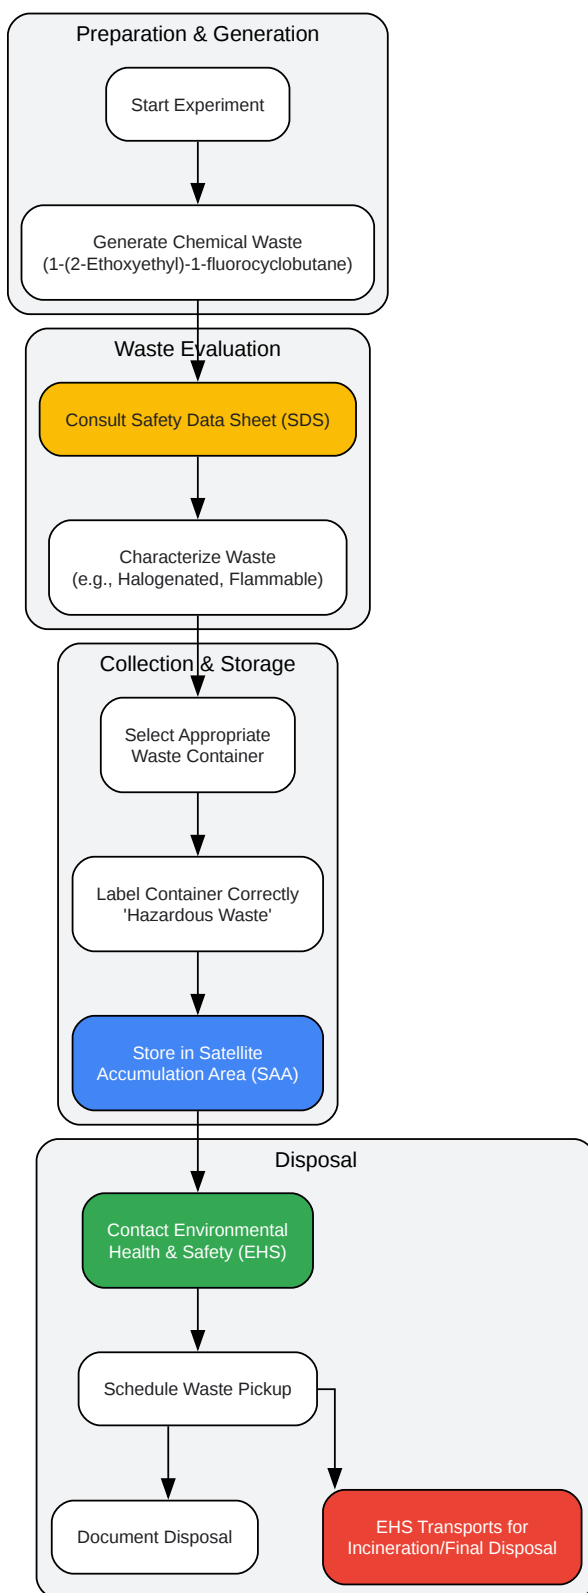 Preparation & Generation
Start Experiment
Generate Chemical Waste
(1-(2-Ethoxyethyl)-1-fluorocyclobutane)
Waste Evaluation
Consult Safety Data Sheet (SDS)
Characterize Waste
(e.g., Halogenated, Flammable)
Collection & Storage
Select Appropriate
Waste Container
Label Container Correctly
'Hazardous Waste'
Store in Satellite
Accumulation Area (SAA)
Disposal
Contact Environmental
Health & Safety (EHS)
Schedule Waste Pickup
Document Disposal
EHS Transports for
Incineration/Final Disposal